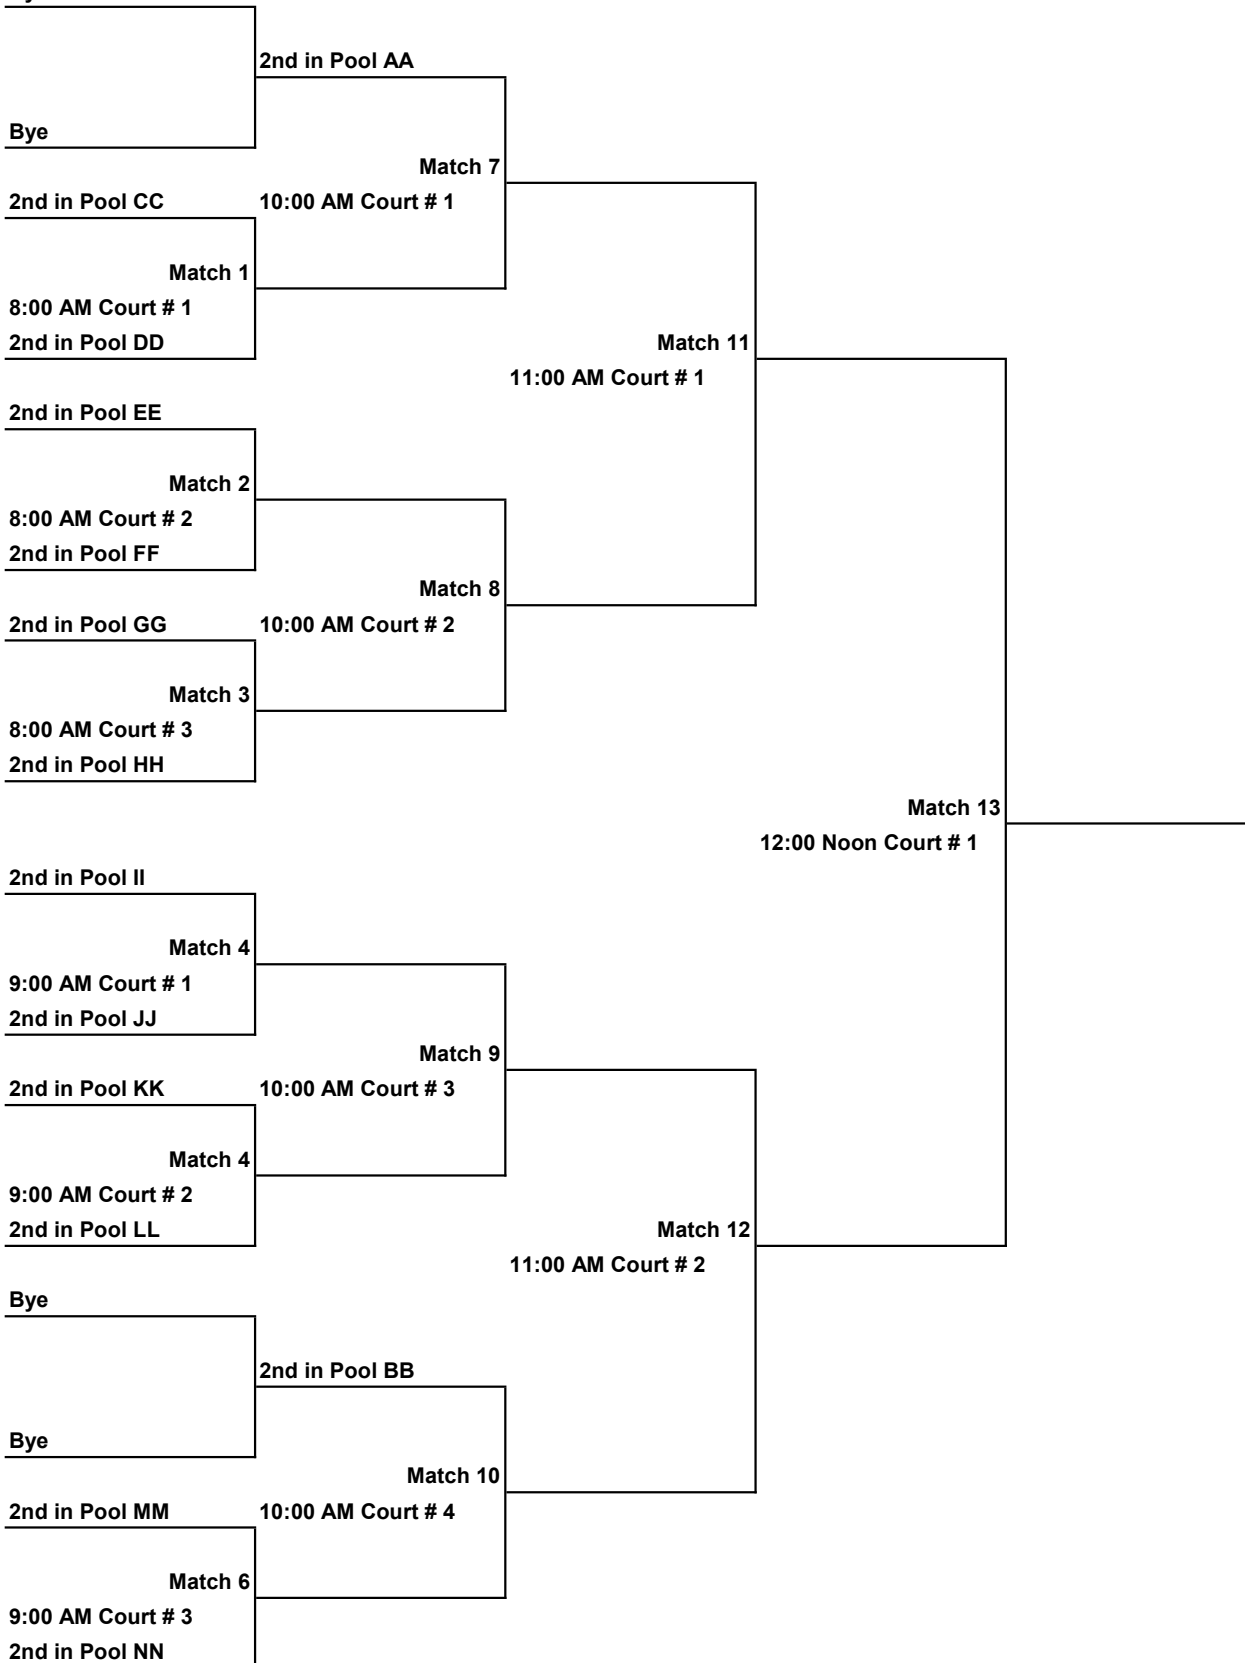 2nd in Pool AA
Bye
Match 7
2nd in Pool CC
10:00 AM Court # 1
Match 1
8:00 AM Court # 1
2nd in Pool DD
Match 11
11:00 AM Court # 1
2nd in Pool EE
Match 2
8:00 AM Court # 2
2nd in Pool FF
Match 8
2nd in Pool GG
10:00 AM Court # 2
Match 3
8:00 AM Court # 3
2nd in Pool HH
Match 13
12:00 Noon Court # 1
2nd in Pool II
Match 4
9:00 AM Court # 1
2nd in Pool JJ
Match 9
2nd in Pool KK
10:00 AM Court # 3
Match 4
9:00 AM Court # 2
2nd in Pool LL
Match 12
11:00 AM Court # 2
Bye
2nd in Pool BB
Bye
Match 10
2nd in Pool MM
10:00 AM Court # 4
Match 6
9:00 AM Court # 3
2nd in Pool NN